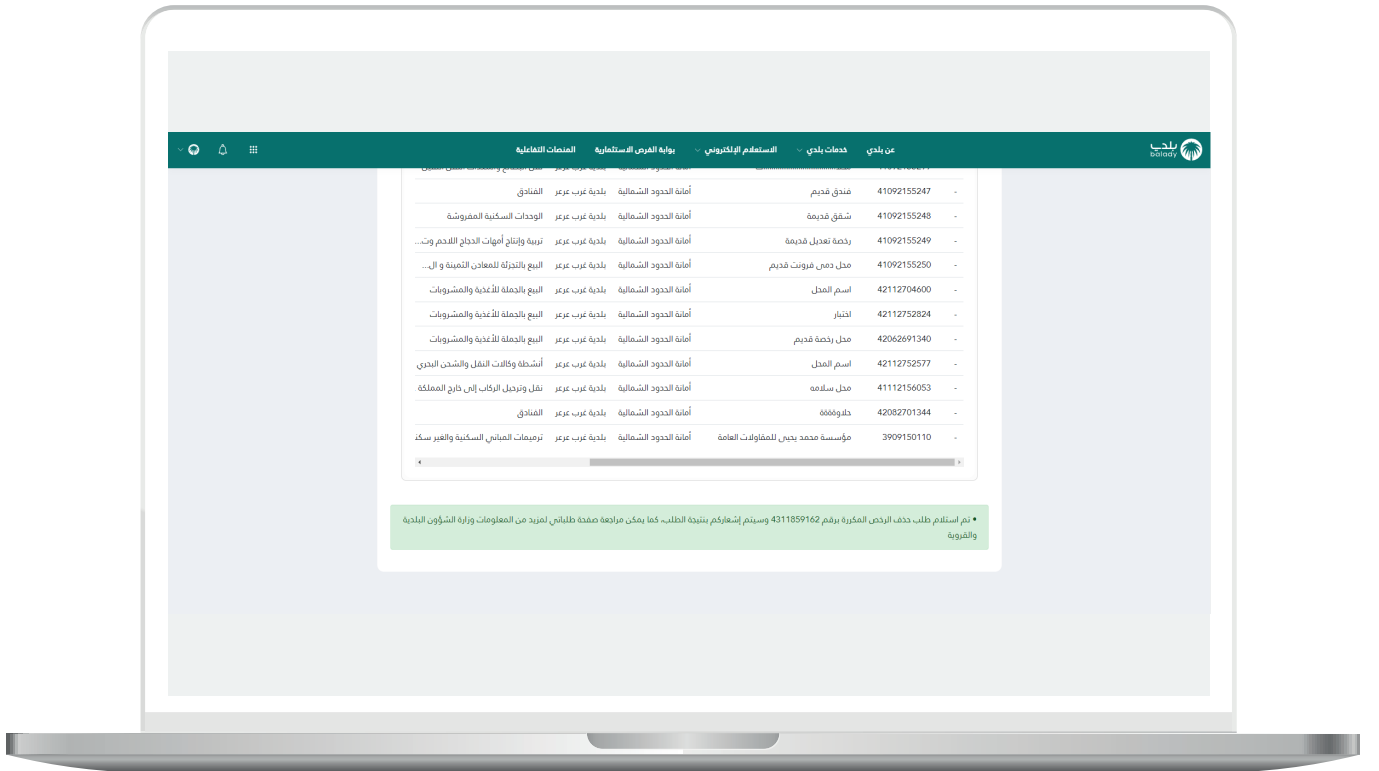 بلدي
balady
عن بلدي خدمات بلدي الاستعلام الإلكتروني بوابة الفرص الاستثمارية المنصات التفاعلية
41092155247 فندق قديم أمانة الحدود الشمالية بلدية غرب عرعر الفنادق
41092155248 شقق قديمة أمانة الحدود الشمالية بلدية غرب عرعر الوحدات السكنية المفروشة
41092155249 رخصة تعديل قديمة أمانة الحدود الشمالية بلدية غرب عرعر تربية وإنتاج أمهات الدجاج اللاحم وت...
41092155250 محل دمى فرونت قديم أمانة الحدود الشمالية بلدية غرب عرعر البيع بالتجزئة للمعادن الثمينة و ال...
42112704600 اسم المحل أمانة الحدود الشمالية بلدية غرب عرعر البيع بالجملة للأغذية والمشروبات
42112752824 اختبار أمانة الحدود الشمالية بلدية غرب عرعر البيع بالجملة للأغذية والمشروبات
42062691340 محل رخصة قديم أمانة الحدود الشمالية بلدية غرب عرعر البيع بالجملة للأغذية والمشروبات
42112752577 اسم المحل أمانة الحدود الشمالية بلدية غرب عرعر أنشطة وكالات النقل والشحن البحري
41112156053 محل سلامه أمانة الحدود الشمالية بلدية غرب عرعر نقل وترحيل الركاب إلى خارج المملكة
42082701344 أمانة الحدود الشمالية بلدية غرب عرعر الفنادق
3909150110 مؤسسة محمد يحيى للمقاولات العامة أمانة الحدود الشمالية بلدية غرب عرعر ترميمات المباني السكنية والغير سكن
• تم استلام طلب حذف الرخص المكررة برقم 4311859162 وسيتم إشعاركم بنتيجة الطلب، كما يمكن مراجعة صفحة طلباتي لمزيد من المعلومات وزارة الشؤون البلدية
والقروية